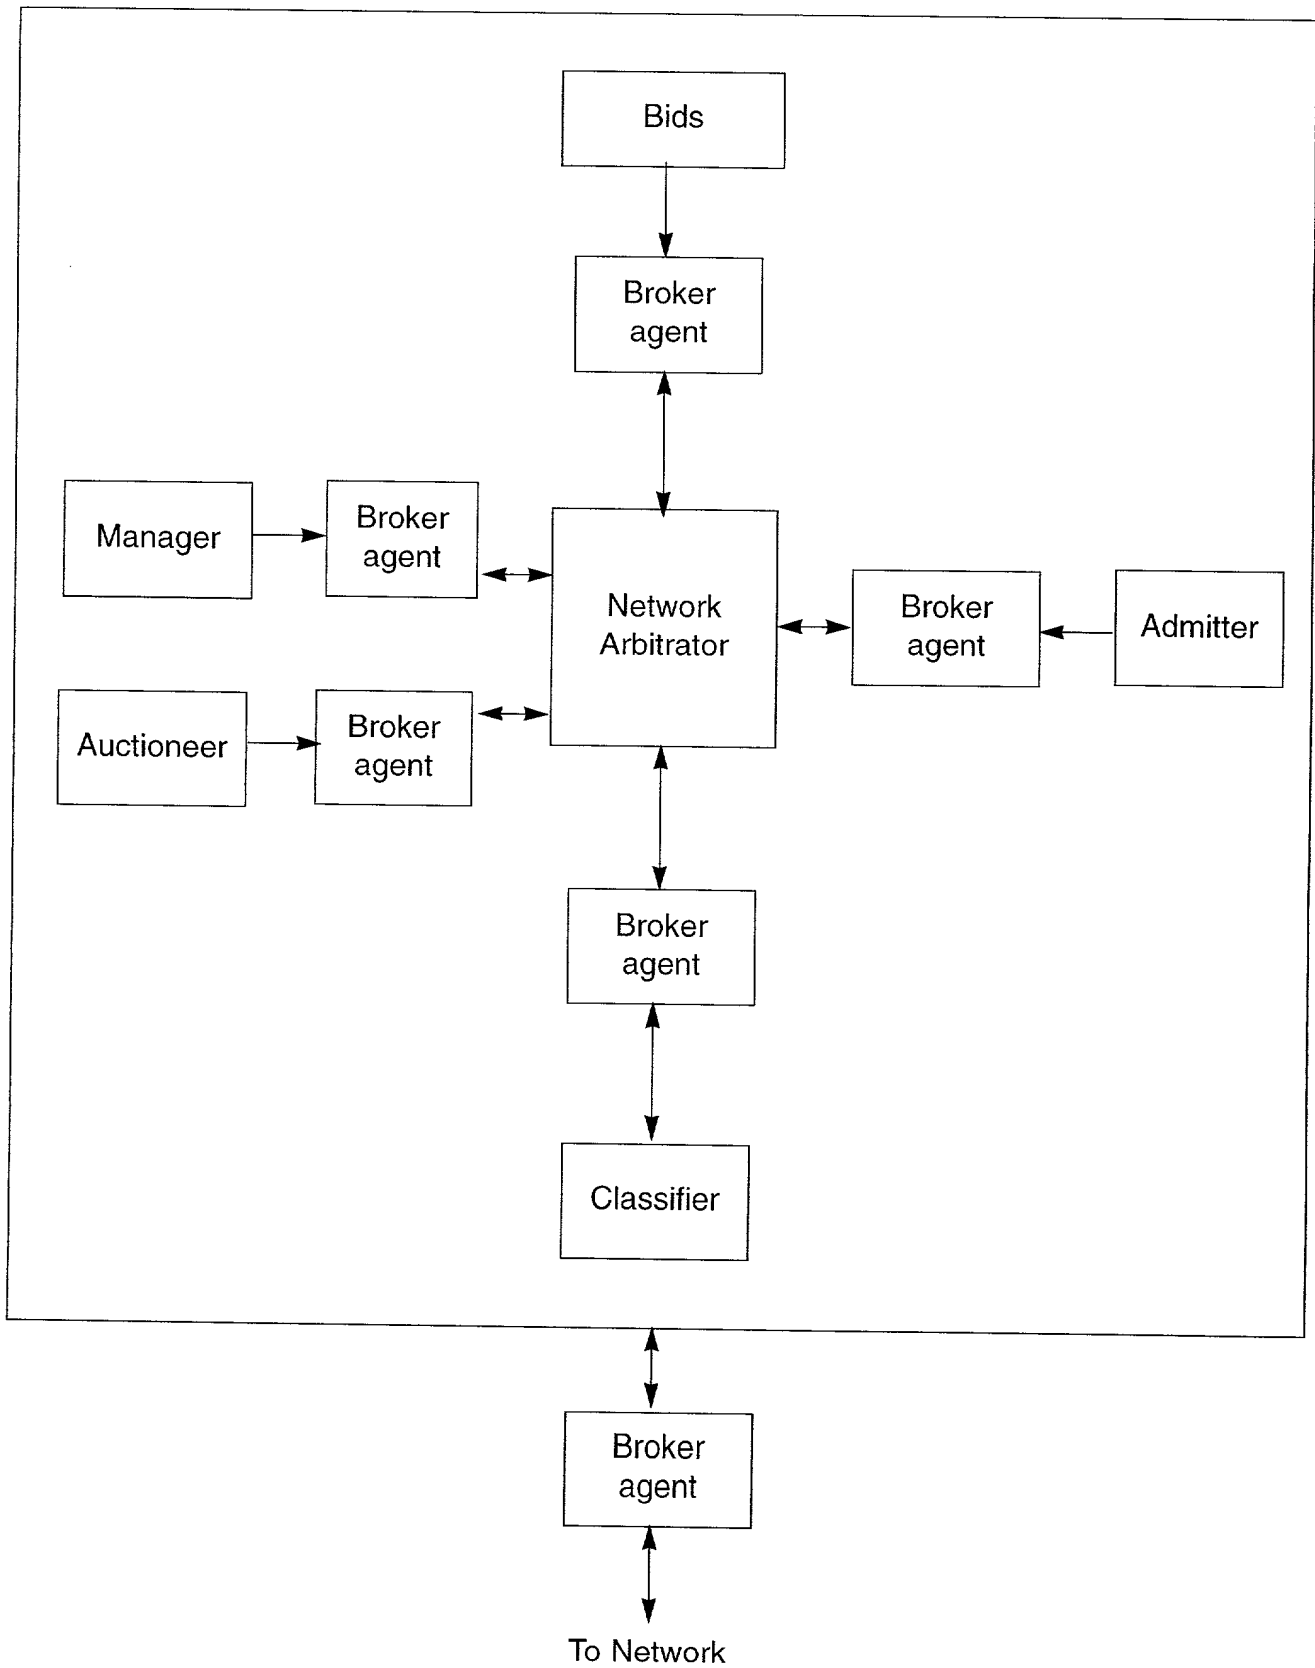 Bids
Broker
agent
Manager
Broker
agent
Network
Arbitrator
Broker
agent
Admitter
Auctioneer
Broker
agent
Broker
agent
Classifier
Broker
agent
To Network